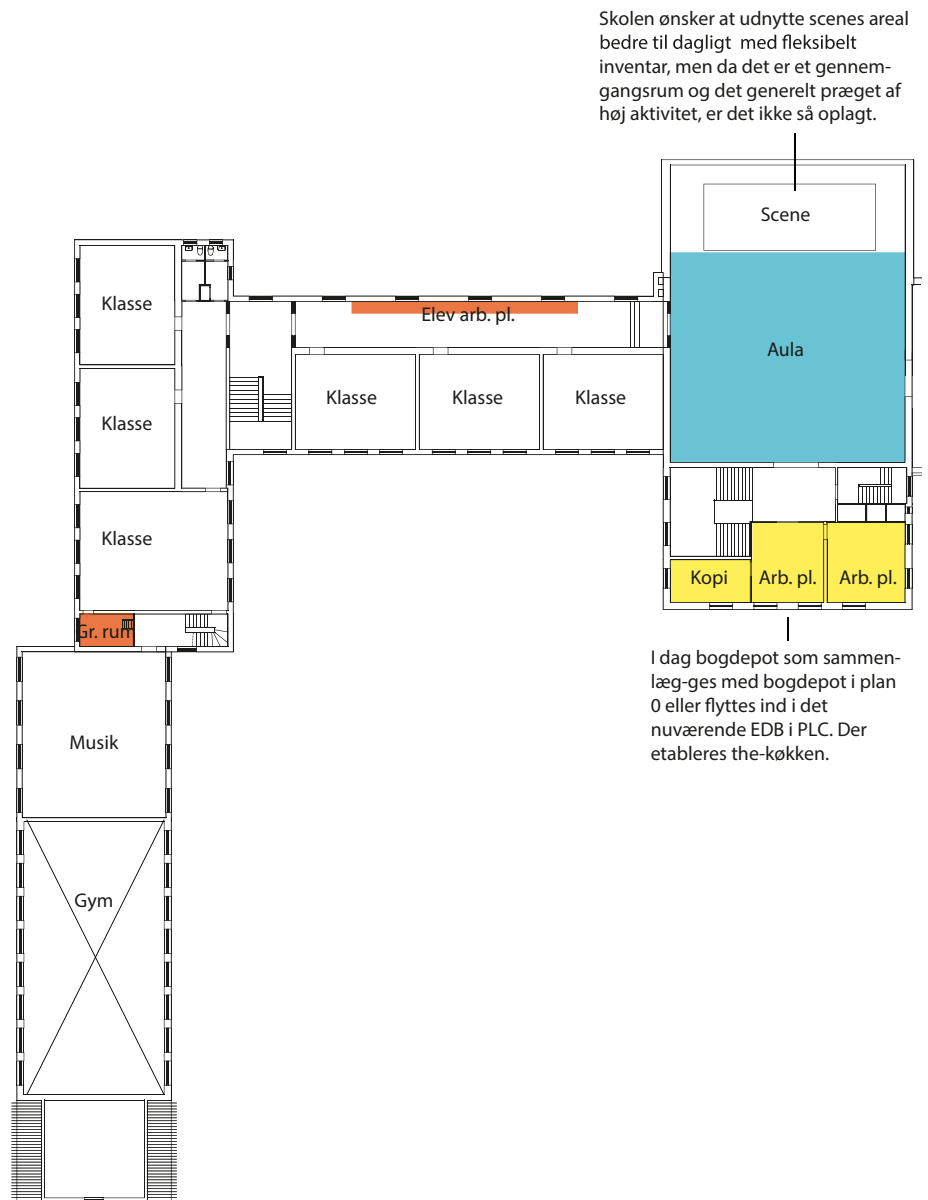 Skolen ønsker at udnytte scenes areal
bedre til dagligt med fleksibelt
inventar, men da det er et gennem-
gangsrum og det generelt præget af
høj aktivitet, er det ikke så oplagt.
Scene
Klasse
Elev arb. pl.
Aula
Klasse
Klasse
Klasse
Klasse
Klasse
Kopi
Arb. pl.
Arb. pl.
Gr. rum
I dag bogdepot som sammen-
læg-ges med bogdepot i plan
0 eller flyttes ind i det
nuværende EDB i PLC. Der
etableres the-køkken.
Musik
Gym